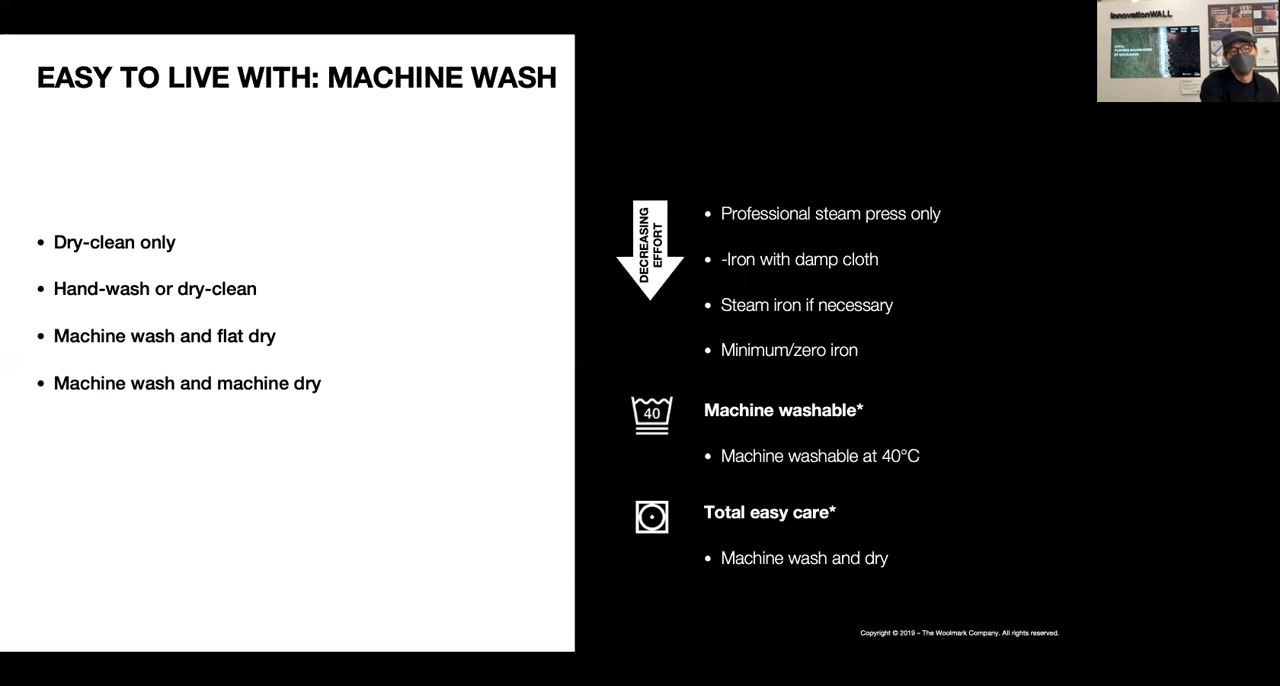 EASY TO LIVE WITH: MACHINE WASH
• Dry-clean only
• Hand-wash or dry-clean
• Machine wash and flat dry
• Machine wash and machine dry
DECREASING
EFFORT
• Professional steam press only
• -Iron with damp cloth
• Steam iron if necessary
• Minimum/zero iron
40
Machine washable*
• Machine washable at 40°C
Total easy care*
• Machine wash and dry
Copyright © 2019 – The Woolmark Company. All rights reserved.
InnovationWALL